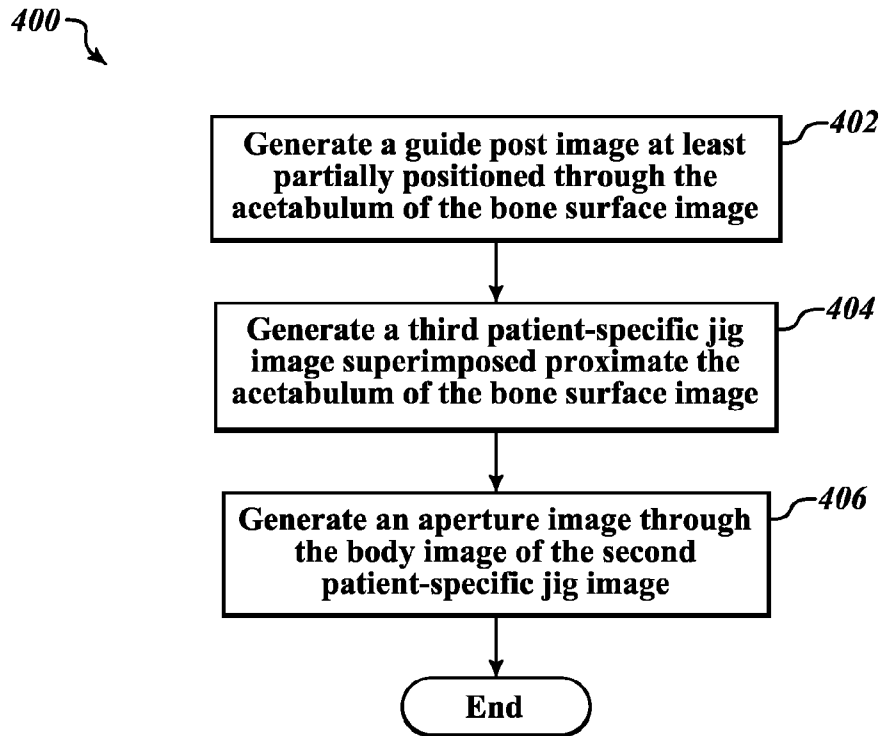 400
402
Generate a guide post image at least
partially positioned through the
acetabulum of the bone surface image
404
Generate a third patient-specific jig
image superimposed proximate the
acetabulum of the bone surface image
406
Generate an aperture image through
the body image of the second
patient-specific jig image
End